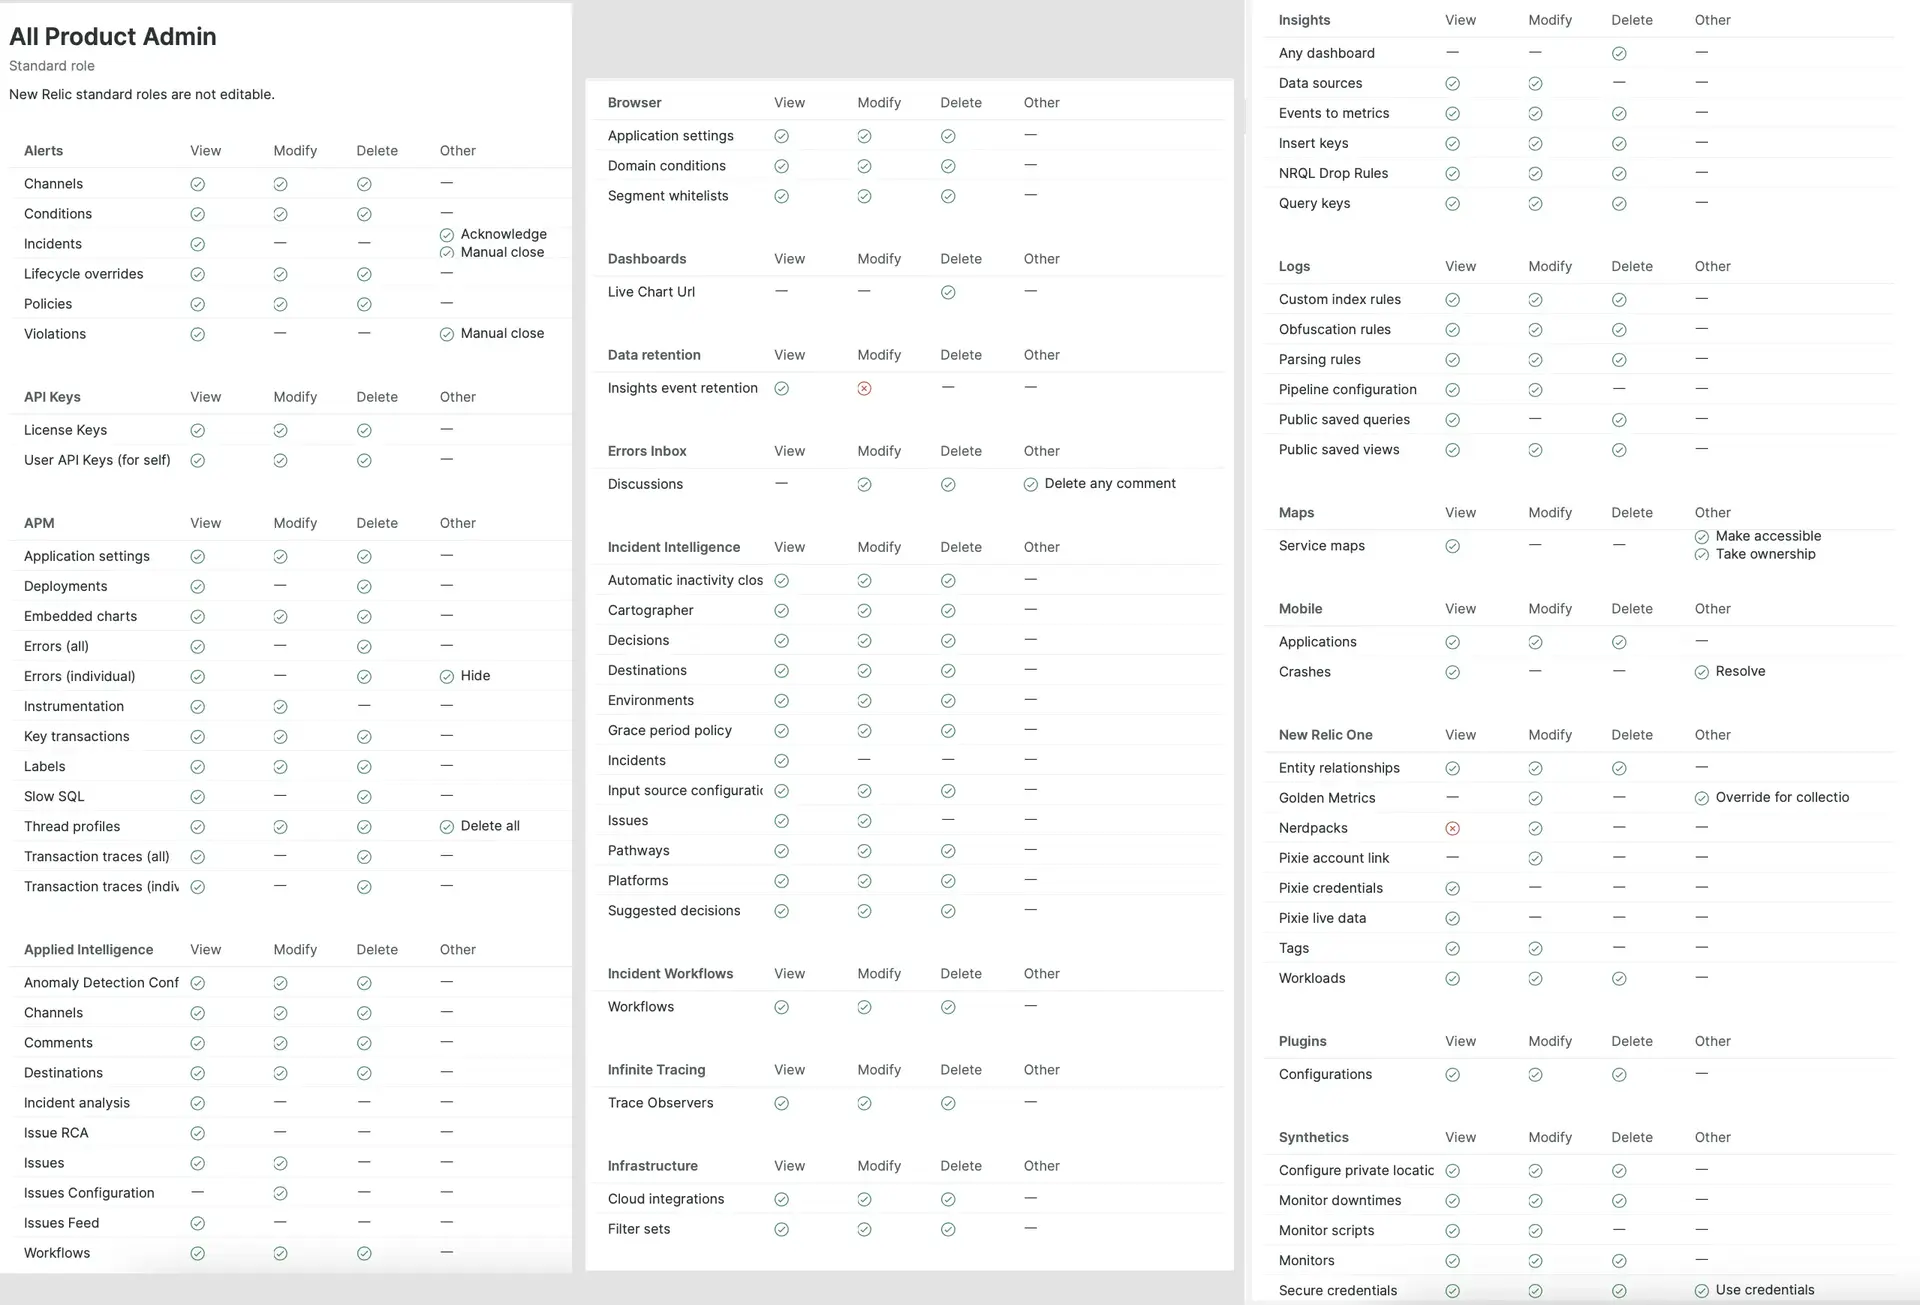 All Product Admin
Standard role
New Relic standard roles are not editable.
Alerts View Modify Delete Other
Channels —
Conditions —
Incidents — — Acknowledge
Manual close
Lifecycle overrides —
Policies —
Violations — — Manual close
API Keys View Modify Delete Other
License Keys —
User API Keys (for self) —
APM View Modify Delete Other
Application settings —
Deployments — —
Embedded charts —
Errors (all) — —
Errors (individual) — Hide
Instrumentation — —
Key transactions —
Labels —
Slow SQL — —
Thread profiles Delete all
Transaction traces (all) — —
Transaction traces (indiv — —
Applied Intelligence View Modify Delete Other
Anomaly Detection Conf —
Channels —
Comments —
Destinations —
Incident analysis — — —
Issue RCA — — —
Issues — —
Issues Configuration — — —
Issues Feed — — —
Workflows —
Browser View Modify Delete Other
Application settings —
Domain conditions —
Segment whitelists —
Dashboards View Modify Delete Other
Live Chart Url — — —
Data retention View Modify Delete Other
Insights event retention — —
Errors Inbox View Modify Delete Other
Discussions — Delete any comment
Incident Intelligence View Modify Delete Other
Automatic inactivity clos —
Cartographer —
Decisions —
Destinations —
Environments —
Grace period policy —
Incidents — — —
Input source configuratio —
Issues — —
Pathways —
Platforms —
Suggested decisions —
Incident Workflows View Modify Delete Other
Workflows —
Infinite Tracing View Modify Delete Other
Trace Observers —
Infrastructure View Modify Delete Other
Cloud integrations —
Filter sets —
Insights View Modify Delete Other
Any dashboard — — —
Data sources — —
Events to metrics —
Insert keys —
NRQL Drop Rules —
Query keys —
Logs View Modify Delete Other
Custom index rules —
Obfuscation rules —
Parsing rules —
Pipeline configuration — —
Public saved queries — —
Public saved views —
Maps View Modify Delete Other
Service maps — — Make accessible
Take ownership
Mobile View Modify Delete Other
Applications —
Crashes — — Resolve
New Relic One View Modify Delete Other
Entity relationships —
Golden Metrics — — Override for collectio
Nerdpacks — —
Pixie account link — — —
Pixie credentials — — —
Pixie live data — — —
Tags — —
Workloads —
Plugins View Modify Delete Other
Configurations —
Synthetics View Modify Delete Other
Configure private locatic —
Monitor downtimes —
Monitor scripts — —
Monitors —
Secure credentials Use credentials